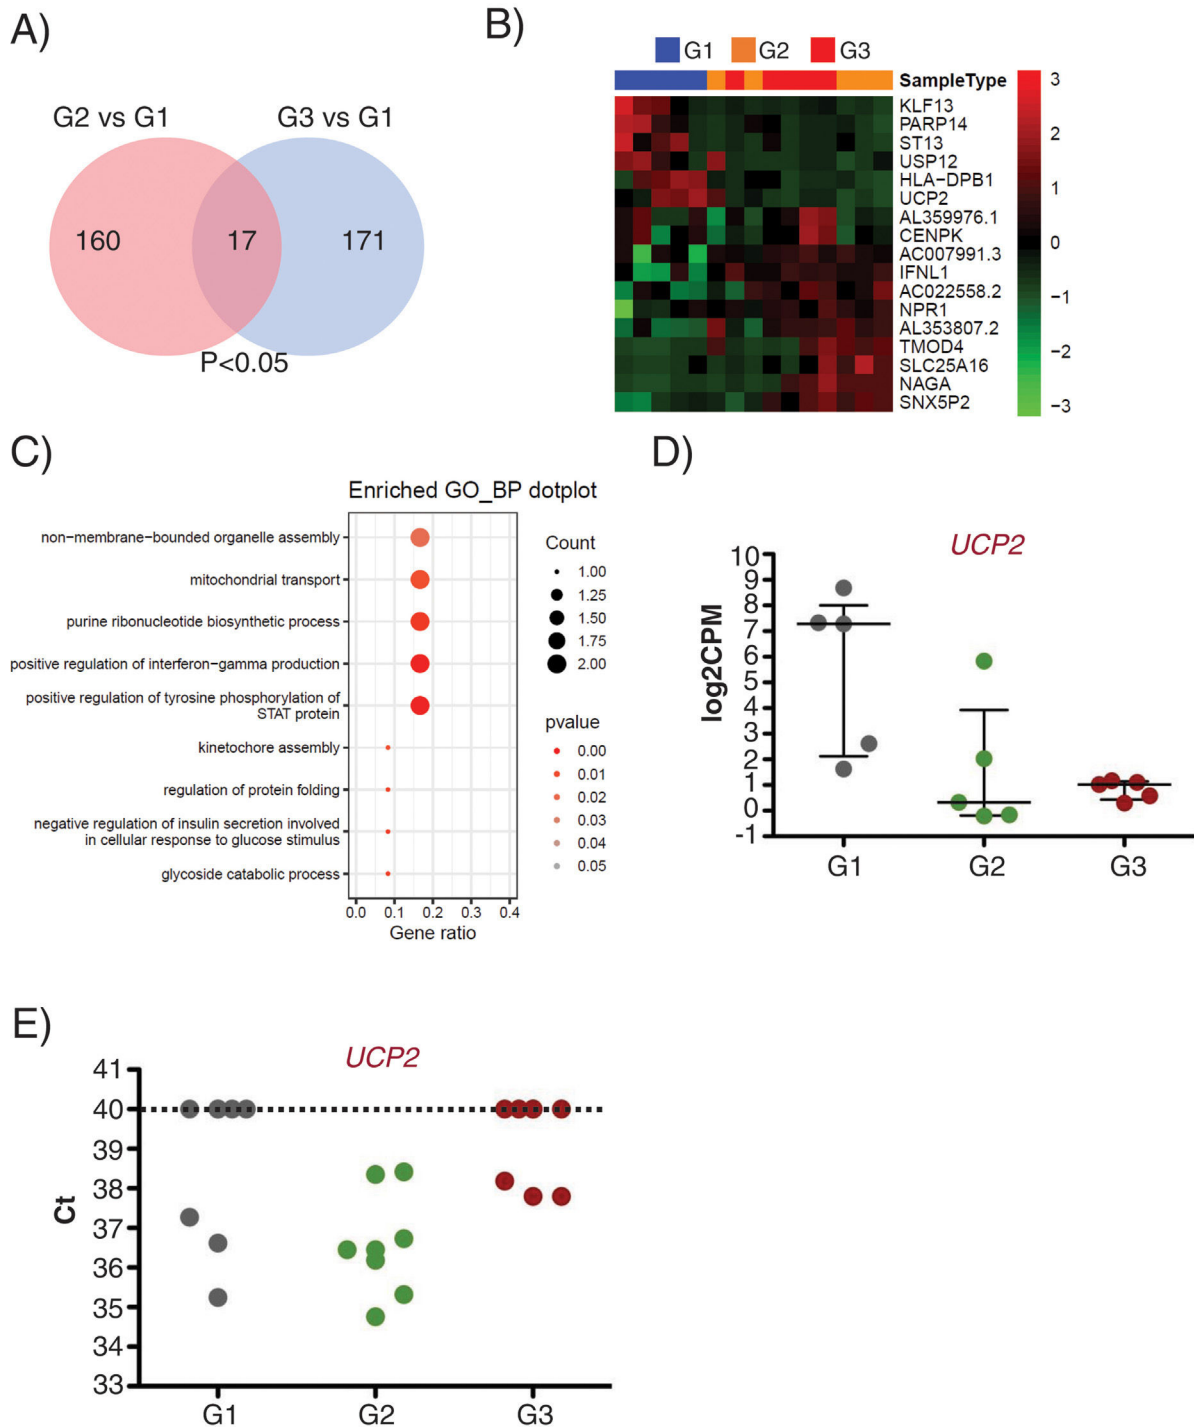 A)
G2 vs G1
G3 vs G1
160
17
171
P<0.05
B)
G1
G2
G3
SampleType
KLF13
PARP14
ST13
USP12
HLA−DPB1
UCP2
AL359976.1
CENPK
AC007991.3
IFNL1
AC022558.2
NPR1
AL353807.2
TMOD4
SLC25A16
NAGA
SNX5P2
3
2
1
0
−1
−2
−3
C)
Enriched GO_BP dotplot
non−membrane−bounded organelle assembly
mitochondrial transport
purine ribonucleotide biosynthetic process
positive regulation of interferon−gamma production
positive regulation of tyrosine phosphorylation of
STAT protein
kinetochore assembly
regulation of protein folding
negative regulation of insulin secretion involved
in cellular response to glucose stimulus
glycoside catabolic process
0.0
0.1
0.2
0.3
0.4
Gene ratio
Count
1.00
1.25
1.50
1.75
2.00
pvalue
0.00
0.01
0.02
0.03
0.04
0.05
D)
UCP2
log2CPM
10
9
8
7
6
5
4
3
2
1
0
-1
G1
G2
G3
E)
UCP2
Ct
41
40
39
38
37
36
35
34
33
G1
G2
G3